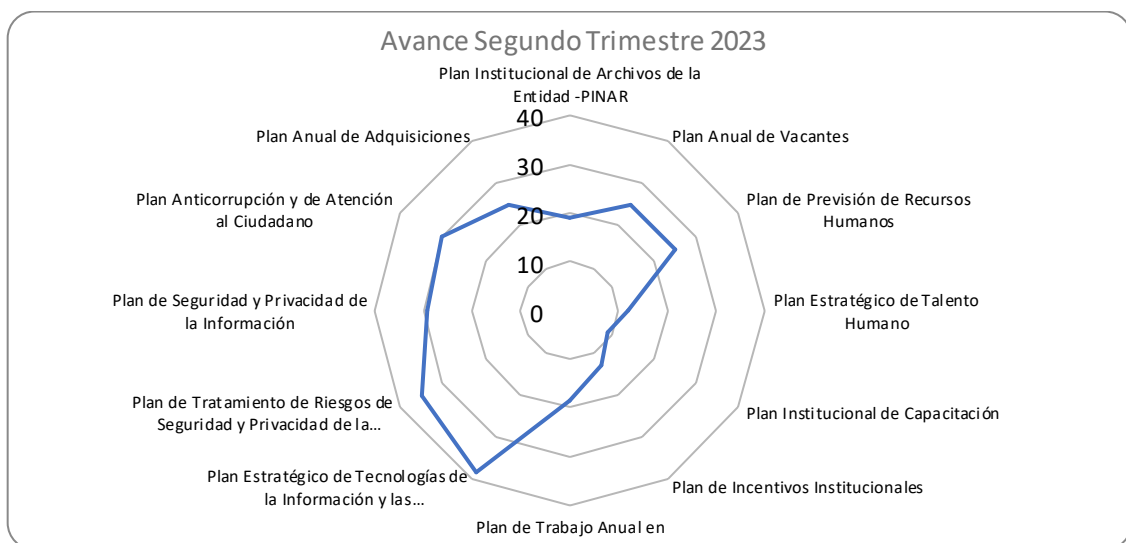 Avance Segundo Trimestre 2023
Plan Institucional de Archivos de la
Entidad -PINAR
Plan Anual de Vacantes
Plan de Previsión de Recursos
Humanos
Plan Estratégico de Talento
Humano
Plan Institucional de Capacitación
Plan de Incentivos Institucionales
Plan de Trabajo Anual en
Plan Estratégico de Tecnologías de
la Información y las...
Plan de Tratamiento de Riesgos de
Seguridad y Privacidad de la...
Plan de Seguridad y Privacidad de
la Información
Plan Anticorrupción y de Atención
al Ciudadano
Plan Anual de Adquisiciones
40
30
20
10
0